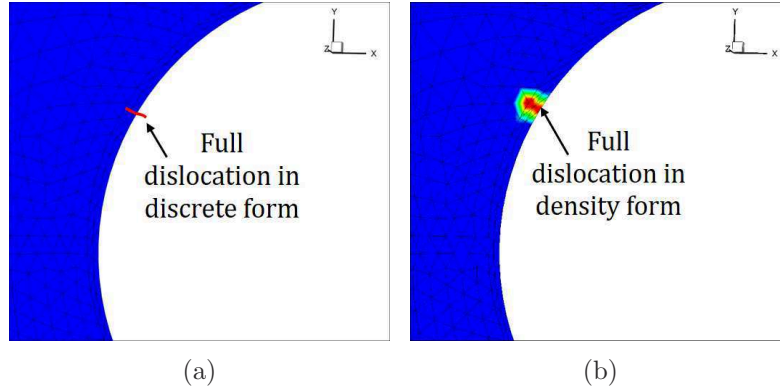 Y
Z
X
Full
dislocation in
discrete form
Y
Z
X
Full
dislocation in
density form
(a)
(b)